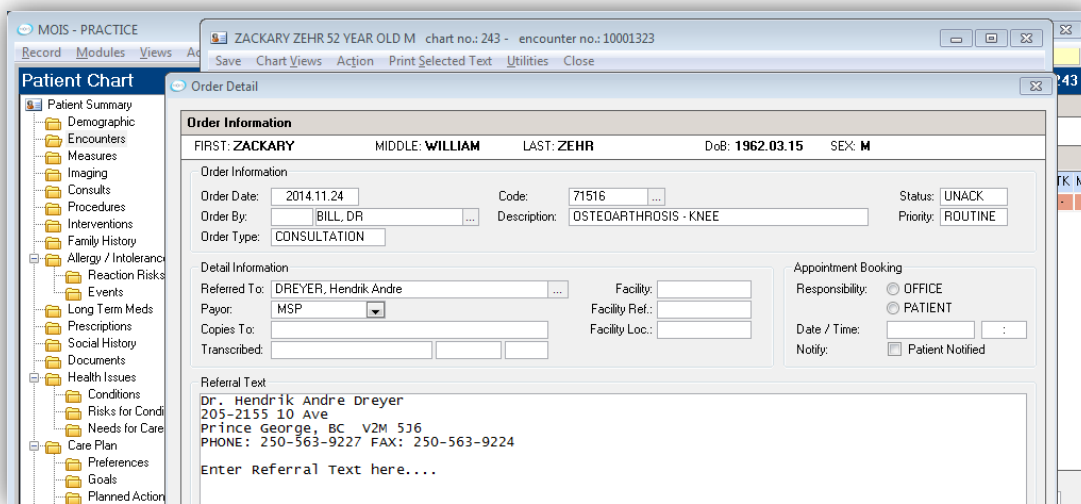 MOIS - PRACTICE
Record Modules Views
ZACKARY ZEHR 52 YEAR OLD M chart no.: 243 - encounter no.: 10001323
Save Chart Views Action Print Selected Text Utilities Close
Patient Chart
243
Order Detail
Patient Summary
Demographic
Encounters
Measures
Imaging
Consults
Procedures
Interventions
Family History
Allergy / Intolerance
Reaction Risks
Events
Long Term Meds
Prescriptions
Social History
Documents
Health Issues
Conditions
Risks for Condi
Needs for Care
Care Plan
Preferences
Goals
Planned Action
Order Information
FIRST: ZACKARY MIDDLE: WILLIAM LAST: ZEHR DoB: 1962.03.15 SEX: M
Order Information
Order Date: 2014.11.24 Code: 71516 ... Status: UNACK
Order By: BILL, DR ... Description: OSTEOARTHROSIS - KNEE Priority: ROUTINE
Order Type: CONSULTATION
Detail Information Appointment Booking
Referred To: DREYER, Hendrik Andre ... Facility: Responsibility: OFFICE
Payor: MSP Facility Ref.: PATIENT
Copies To: Facility Loc.: Date / Time: :
Transcribed: Notify: Patient Notified
Referral Text
Dr. Hendrik Andre Dreyer
205-2155 10 Ave
Prince George, BC V2M 5J6
PHONE: 250-563-9227 FAX: 250-563-9224
Enter Referral Text here....